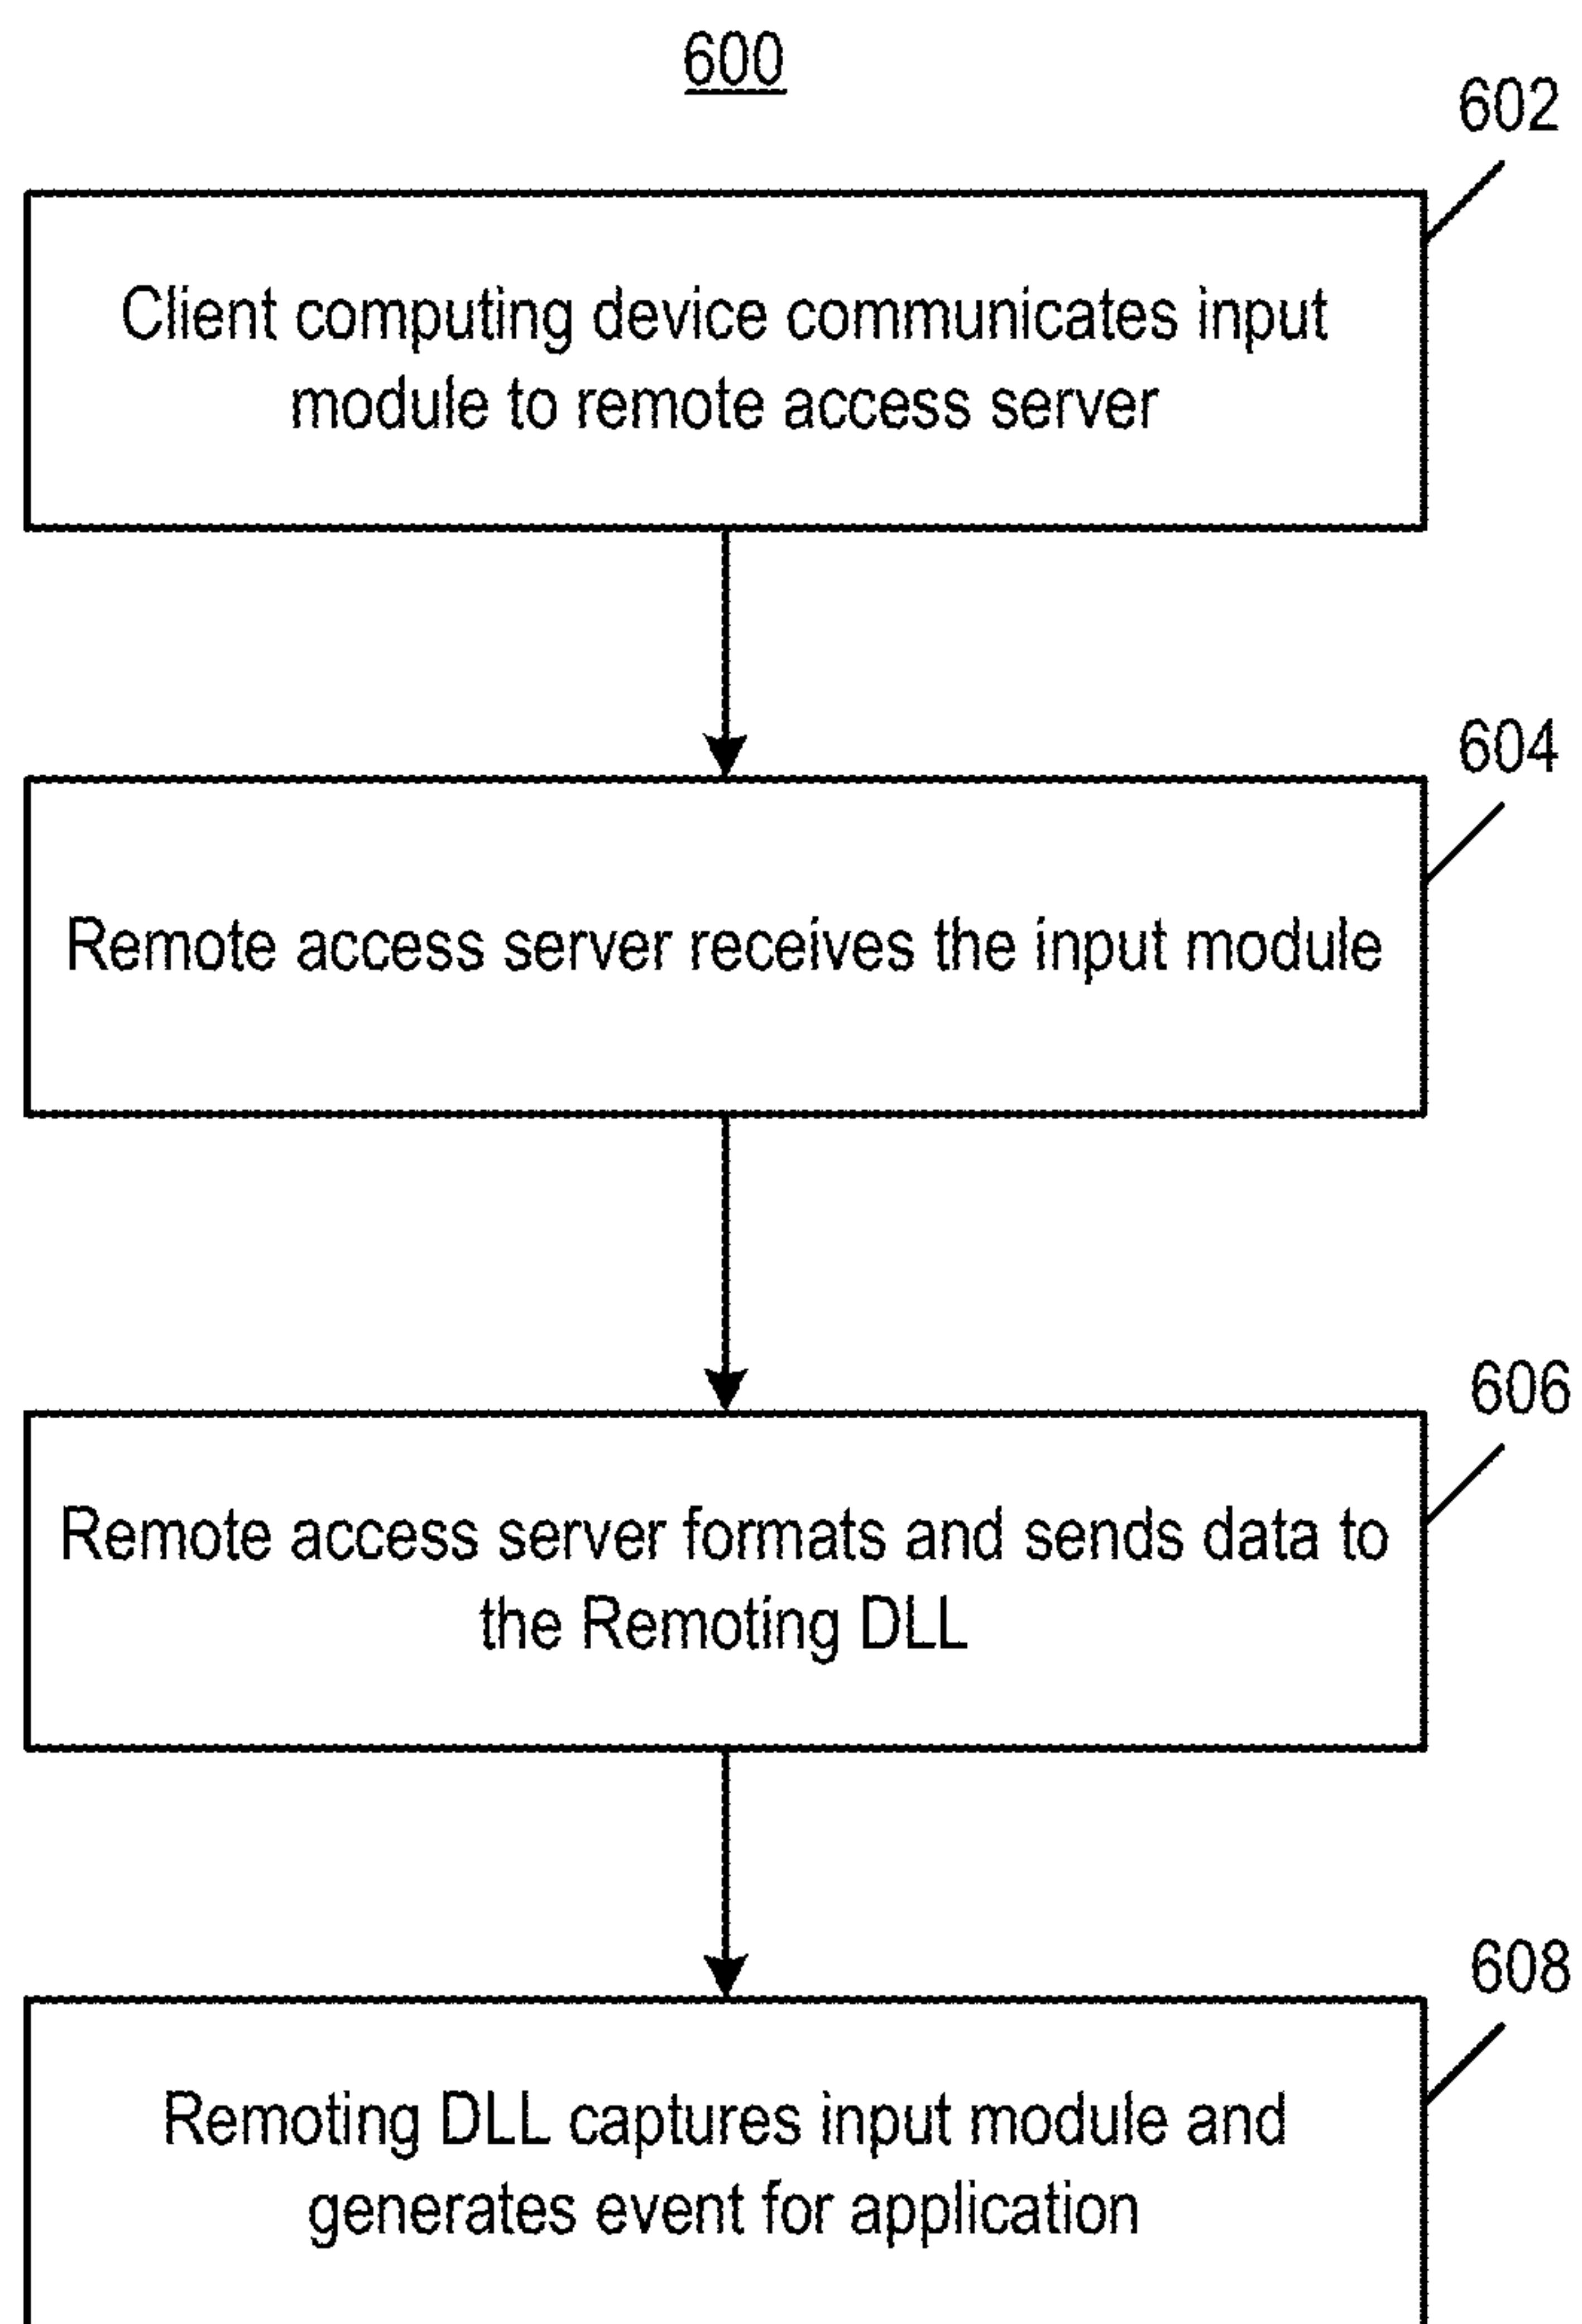 600
602
Client computing device communicates input
module to remote access server
604
Remote access server receives the input module
606
Remote access server formats and sends data to
the Remoting DLL
608
Remoting DLL captures input module and
generates event for application